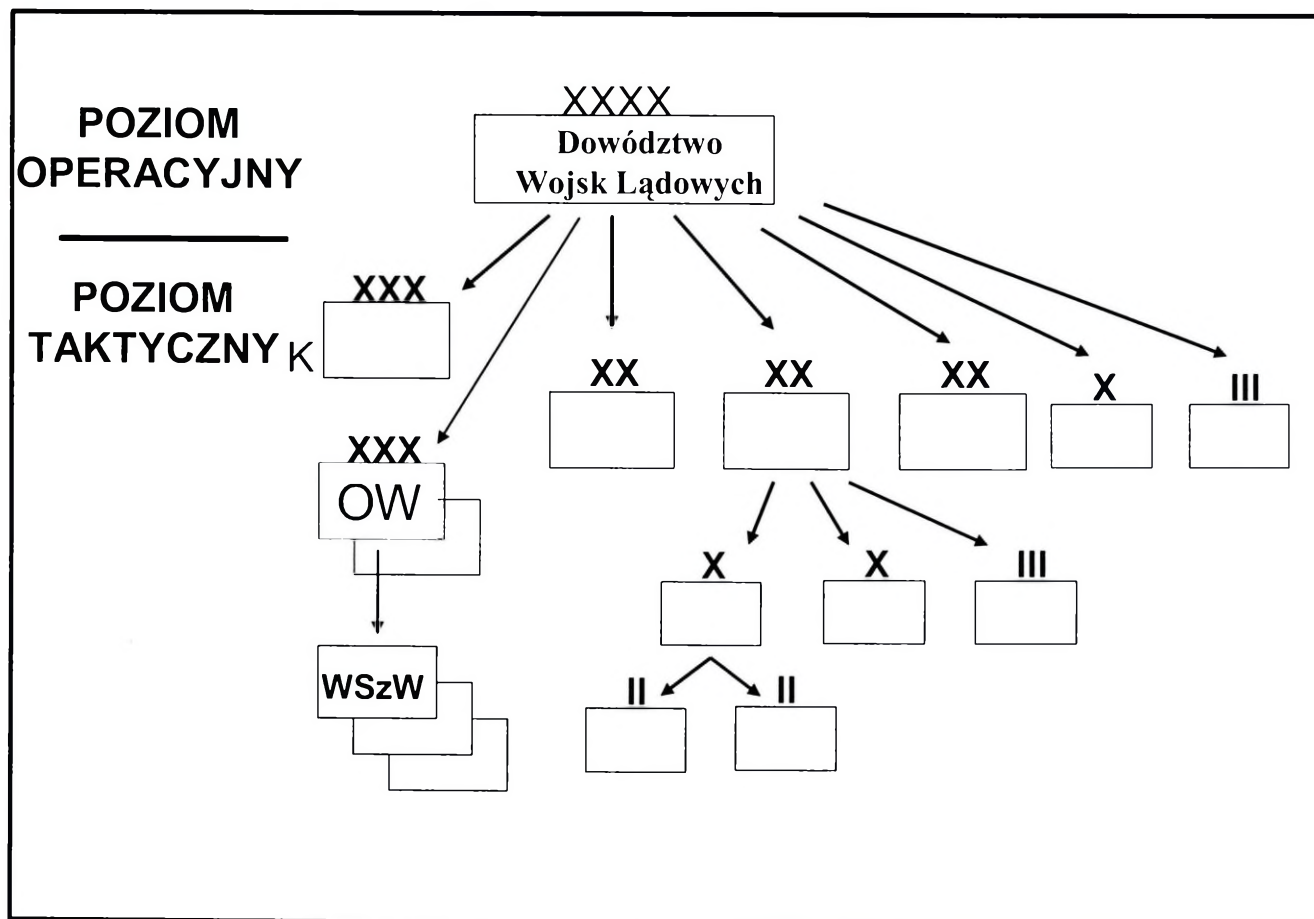 POZIOM
OPERACYJNY
XXXX
Dowództwo
Wojsk Lądowych
POZIOM
TAKTYCZNY
K
XXX
XX
XX
XX
X
III
XXX
OW
X
X
III
WSzW
II
II